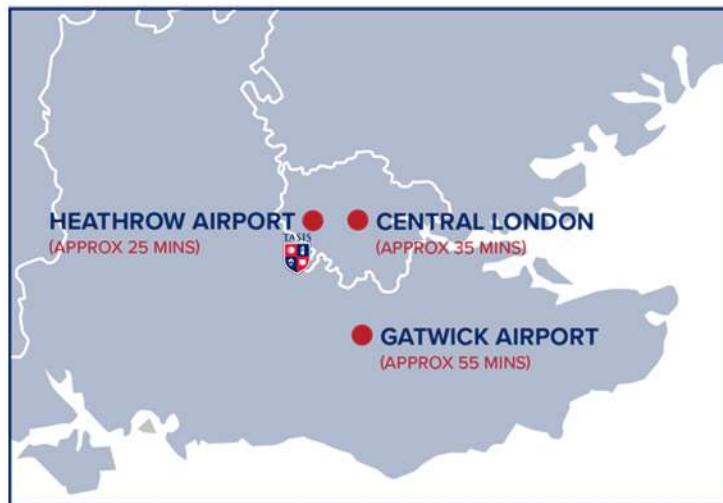 HEATHROW AIRPORT
(APPROX 25 MINS)
TASIS
CENTRAL LONDON
(APPROX 35 MINS)
GATWICK AIRPORT
(APPROX 55 MINS)